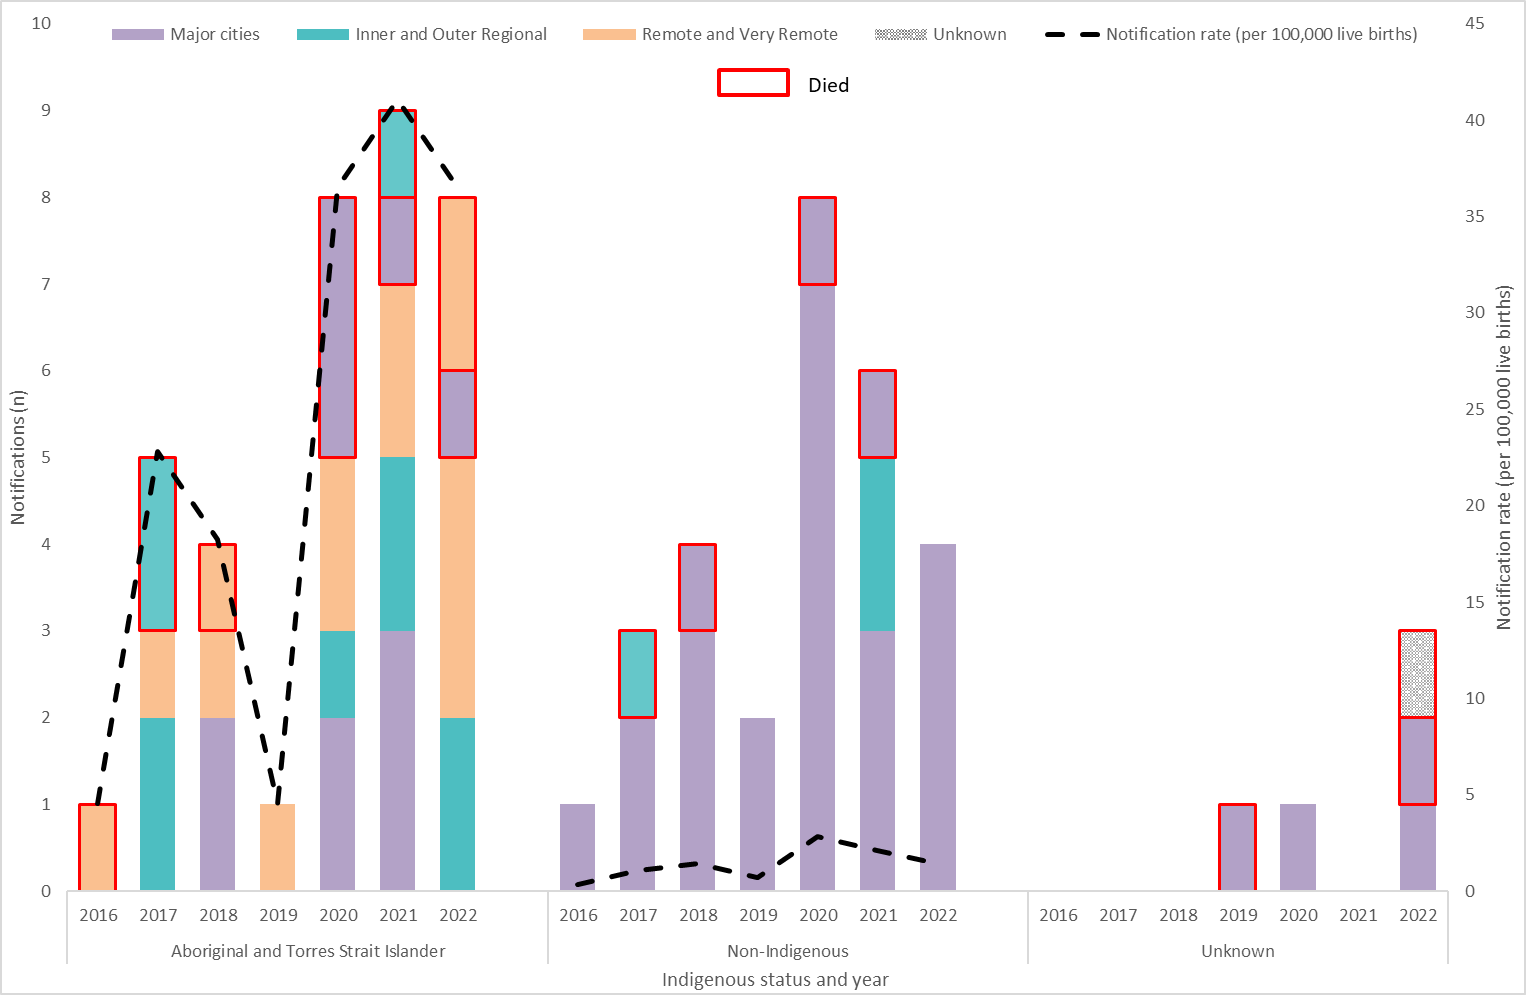 Major cities
Inner and Outer Regional
Remote and Very Remote
Unknown
Notification rate (per 100,000 live births)
Died
10
9
8
7
6
5
4
3
2
1
0
Notifications (n)
45
40
35
30
25
20
15
10
5
0
Notification rate (per 100,000 live births)
2016 2017 2018 2019 2020 2021 2022 2016 2017 2018 2019 2020 2021 2022 2016 2017 2018 2019 2020 2021 2022
Aboriginal and Torres Strait Islander Non-Indigenous Unknown
Indigenous status and year